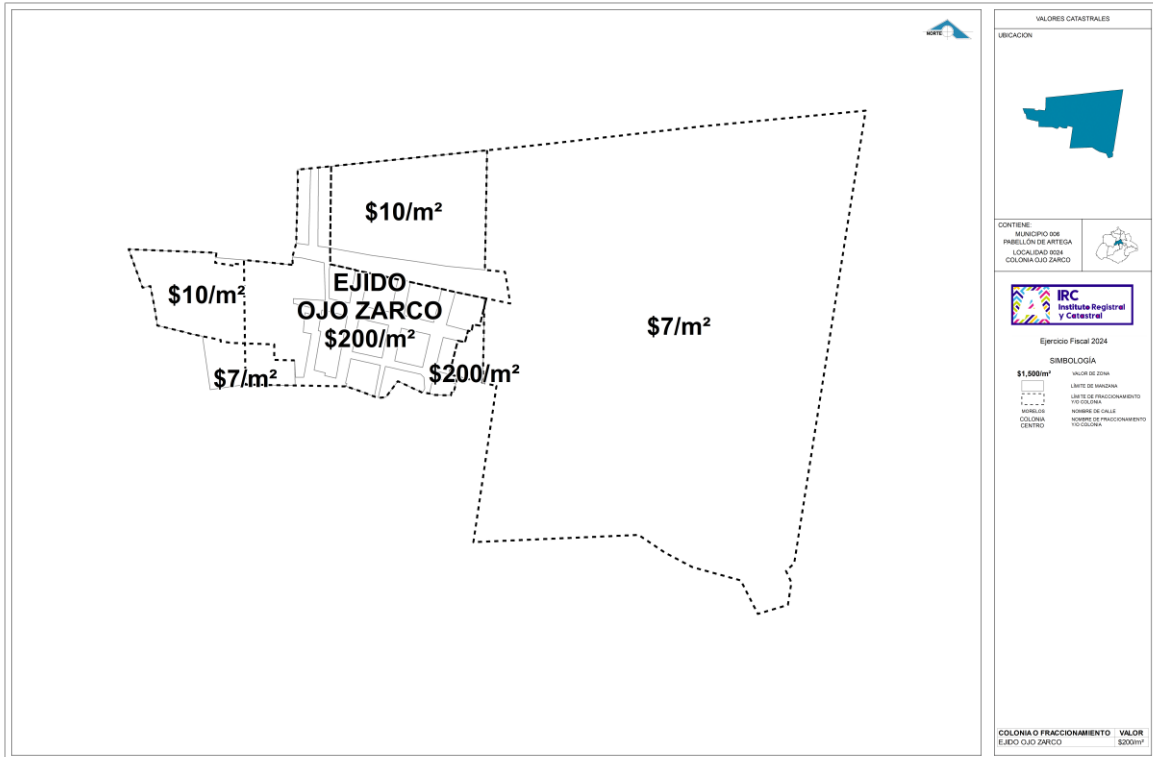 NORTE
$10/m²
EJIDO
OJO ZARCO
$200/m²
$10/m²
$7/m²
$200/m²
$7/m²
VALORES CATASTRALES
UBICACION
CONTIENE:
MUNICIPIO 006
PABELLÓN DE ARTEGA
LOCALIDAD 0024
COLONIA OJO ZARCO
A
IRC
Instituto Registral
y Catastral
Ejercicio Fiscal 2024
SIMBOLOGÍA
$1,500/m² VALOR DE ZONA
LÍMITE DE MANZANA
LÍMITE DE FRACCIONAMIENTO
Y/O COLONIA
MORELOS NOMBRE DE CALLE
COLONIA
CENTRO
NOMBRE DE FRACCIONAMIENTO
Y/O COLONIA
COLONIA O FRACCIONAMIENTO VALOR
EJIDO OJO ZARCO $200/m²